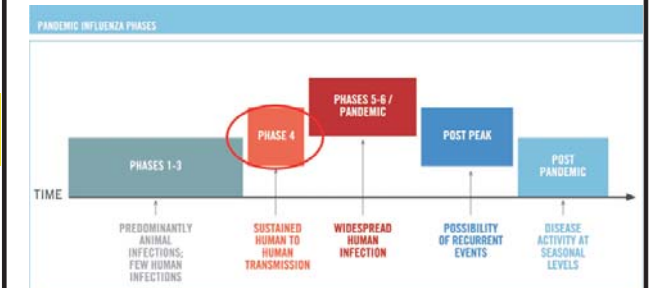 PANDEMIC INFLUENZA PHASES
PHASES 5-6 /
PANDEMIC
PHASE 4
POST PEAK
PHASES 1-3
POST
PANDEMIC
TIME
PREDOMINANTLY
ANIMAL
INFECTIONS;
FEW HUMAN
INFECTIONS
SUSTAINED
HUMAN TO
HUMAN
TRANSMISSION
WIDESPREAD
HUMAN
INFECTION
POSSIBILITY
OF RECURRENT
EVENTS
DISEASE
ACTIVITY AT
SEASONAL
LEVELS